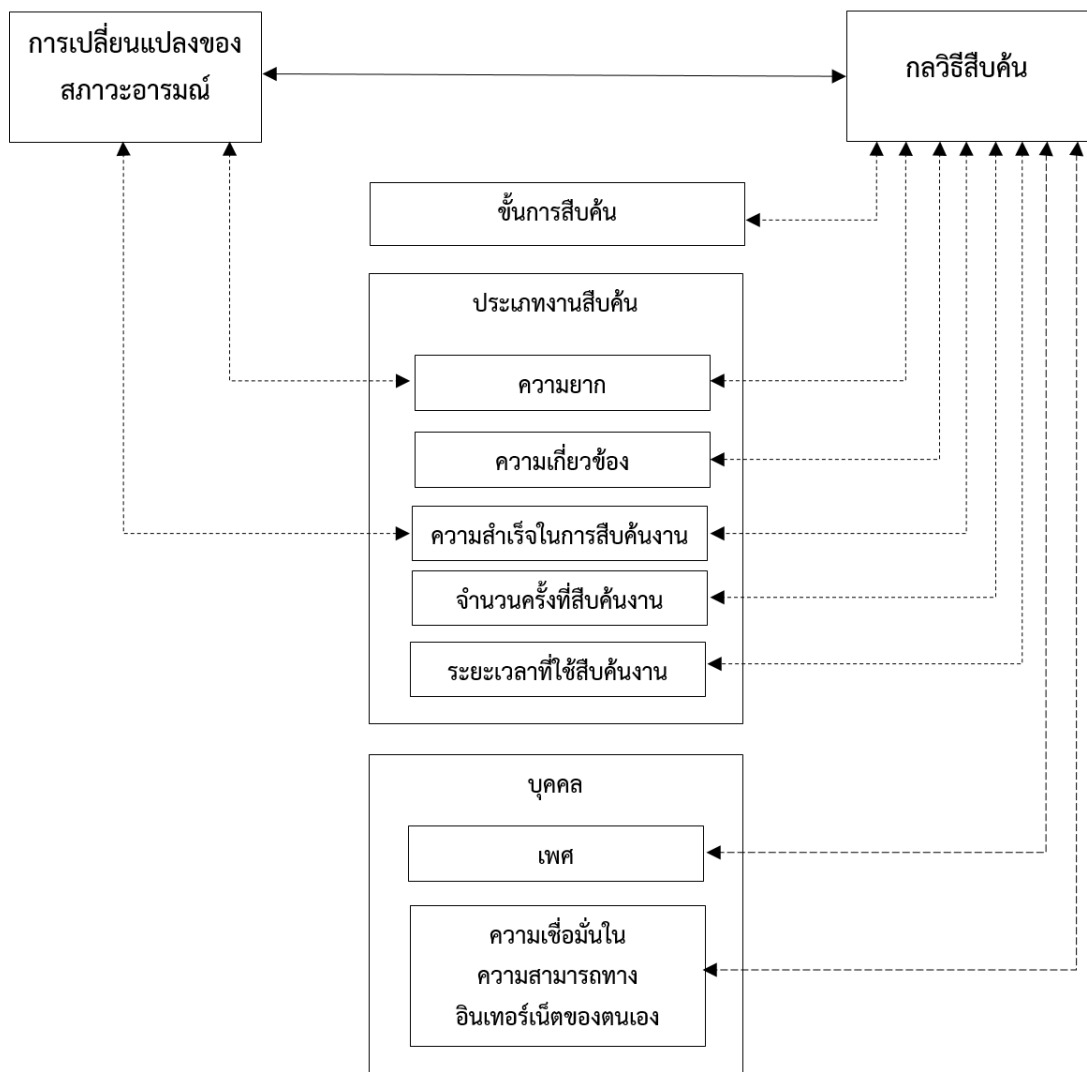 การเปลี่ยนแปลงของ
สภาวะอารมณ์
กลวิธีสืบค้น
ขั้นการสืบค้น
ประเภทงานสืบค้น
ความยาก
ความเกี่ยวข้อง
ความสำเร็จในการสืบค้นงาน
จำนวนครั้งที่สืบค้นงาน
ระยะเวลาที่ใช้สืบค้นงาน
บุคคล
เพศ
ความเชื่อมั่นใน
ความสามารถทาง
อินเทอร์เน็ตของตนเอง